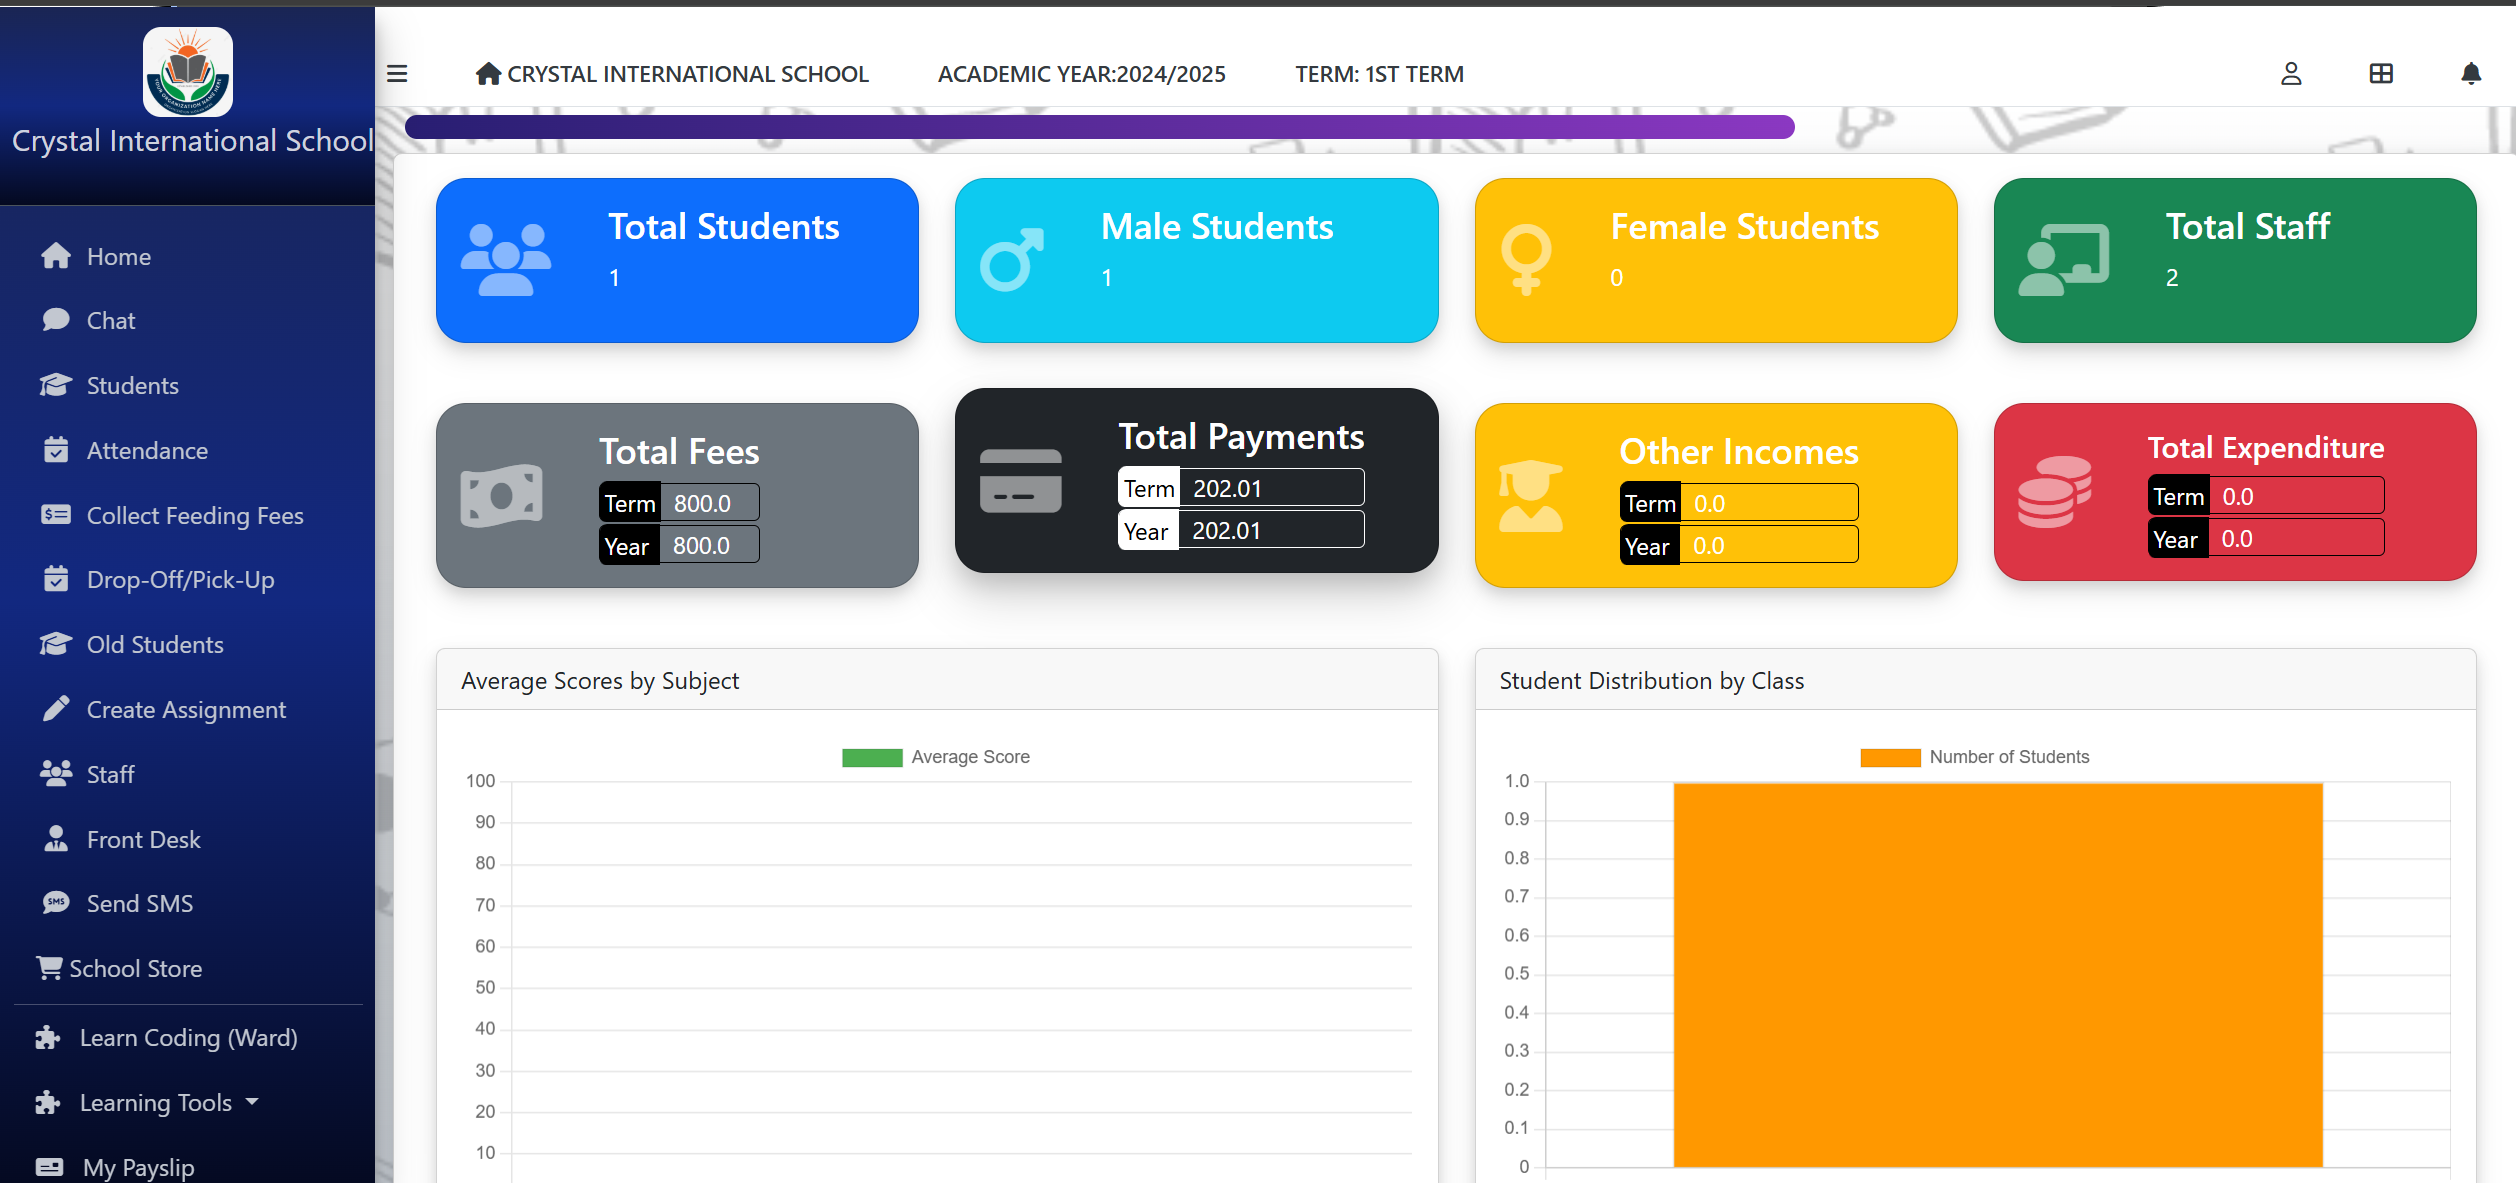 Crystal International School
Home
Chat
Students
Attendance
Collect Feeding Fees
Drop-Off/Pick-Up
Old Students
Create Assignment
Staff
Front Desk
SMS
Send SMS
School Store
Learn Coding (Ward)
Learning Tools
My Payslip
CRYSTAL INTERNATIONAL SCHOOL
ACADEMIC YEAR:2024/2025
TERM: 1ST TERM
Total Students
1
Male Students
1
Female Students
0
Total Staff
2
Total Fees
Term 800.0
Year 800.0
Total Payments
Term 202.01
Year 202.01
Other Incomes
Term 0.0
Year 0.0
Total Expenditure
Term 0.0
Year 0.0
Average Scores by Subject
Average Score
100
90
80
70
60
50
40
30
20
10
Student Distribution by Class
Number of Students
1.0
0.9
0.8
0.7
0.6
0.5
0.4
0.3
0.2
0.1
0